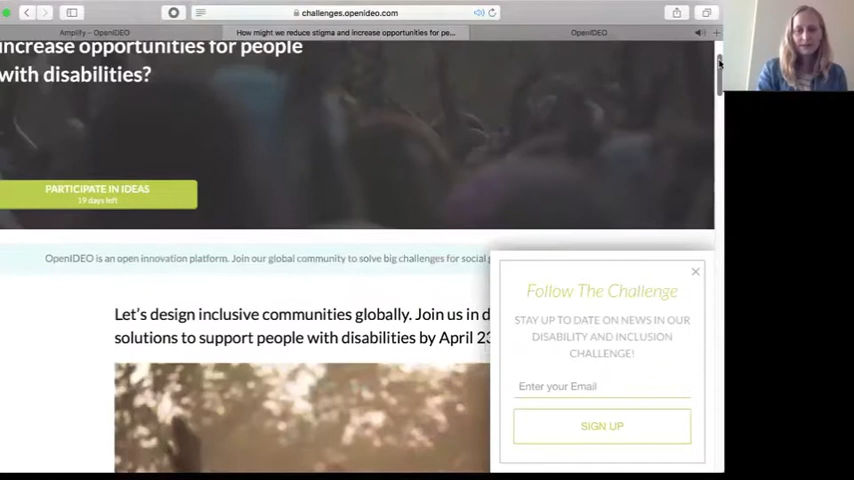 challenges.openideo.com
Amplify - OpenIDEO
How might we reduce stigma and increase opportunities for pe...
OpenIDEO
increase opportunities for people
with disabilities?
PARTICIPATE IN IDEAS
19 days left
OpenIDEO is an open innovation platform. Join our global community to solve big challenges for social
Let's design inclusive communities globally. Join us in d
solutions to support people with disabilities by April 23
Follow The Challenge
STAY UP TO DATE ON NEWS IN OUR
DISABILITY AND INCLUSION
CHALLENGE!
Enter your Email
SIGN UP